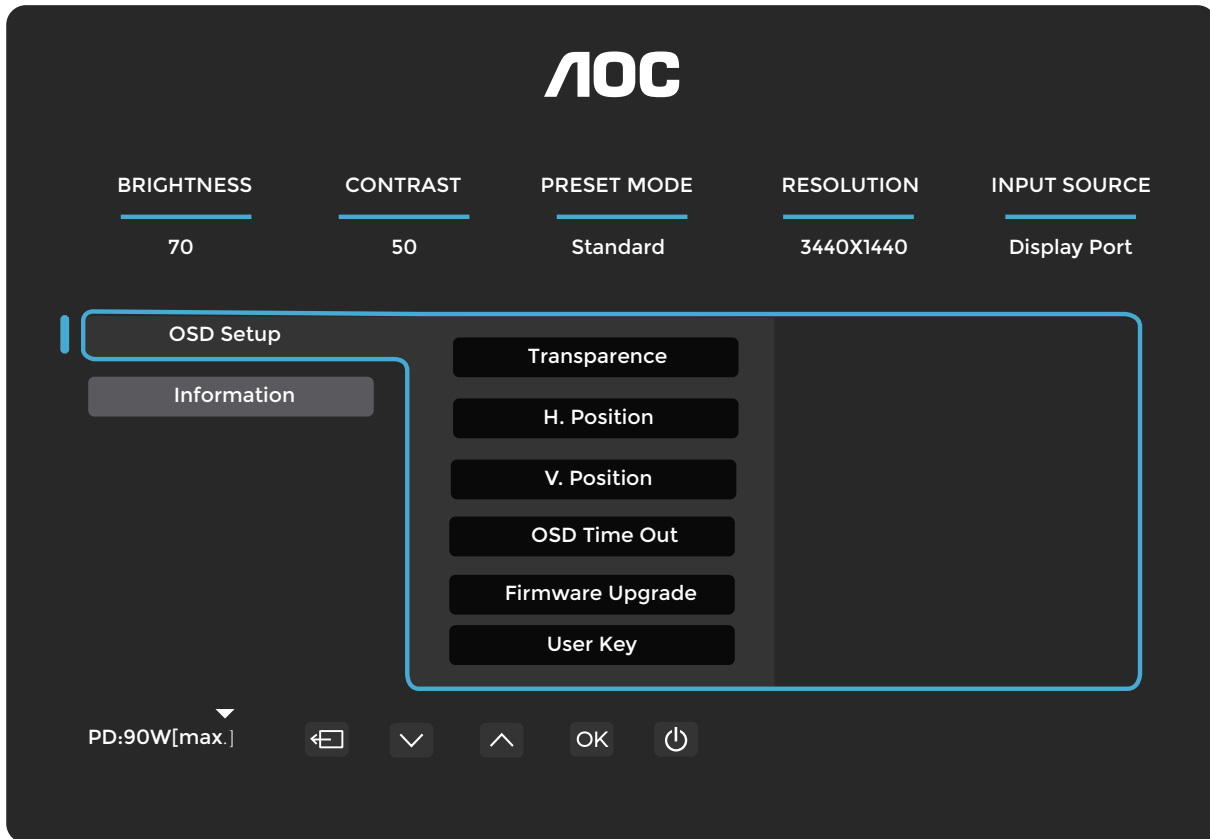 AOC
BRIGHTNESS CONTRAST PRESET MODE RESOLUTION INPUT SOURCE
70 50 Standard 3440X1440 Display Port
OSD Setup
Transparence
Information
H. Position
V. Position
OSD Time Out
Firmware Upgrade
User Key
PD:90W[max.] OK